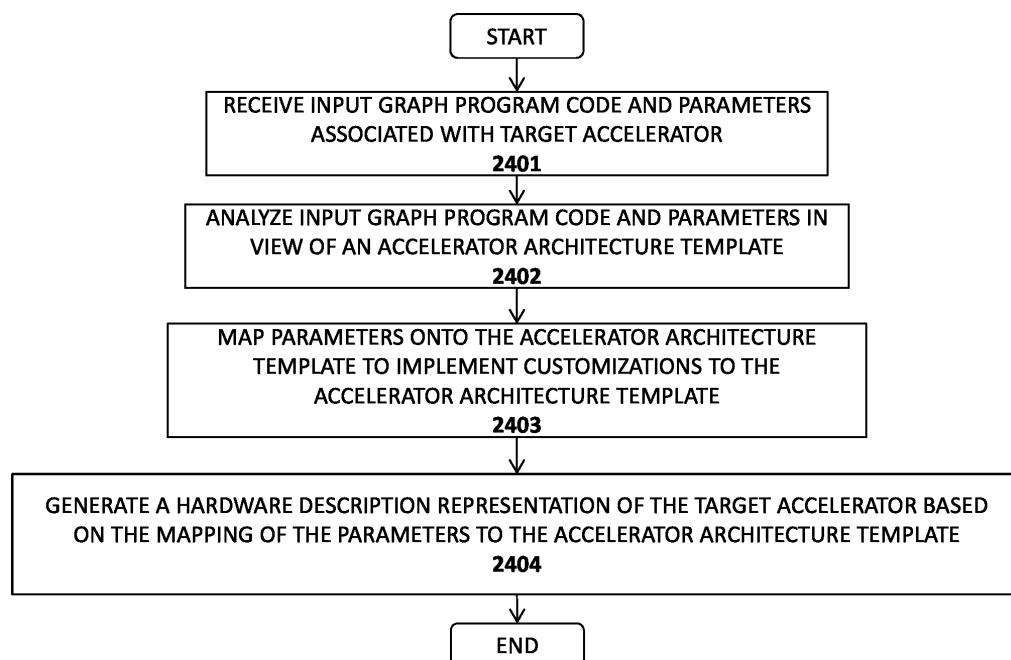 START
RECEIVE INPUT GRAPH PROGRAM CODE AND PARAMETERS
ASSOCIATED WITH TARGET ACCELERATOR
2401
ANALYZE INPUT GRAPH PROGRAM CODE AND PARAMETERS IN
VIEW OF AN ACCELERATOR ARCHITECTURE TEMPLATE
2402
MAP PARAMETERS ONTO THE ACCELERATOR ARCHITECTURE
TEMPLATE TO IMPLEMENT CUSTOMIZATIONS TO THE
ACCELERATOR ARCHITECTURE TEMPLATE
2403
GENERATE A HARDWARE DESCRIPTION REPRESENTATION OF THE TARGET ACCELERATOR BASED
ON THE MAPPING OF THE PARAMETERS TO THE ACCELERATOR ARCHITECTURE TEMPLATE
2404
END